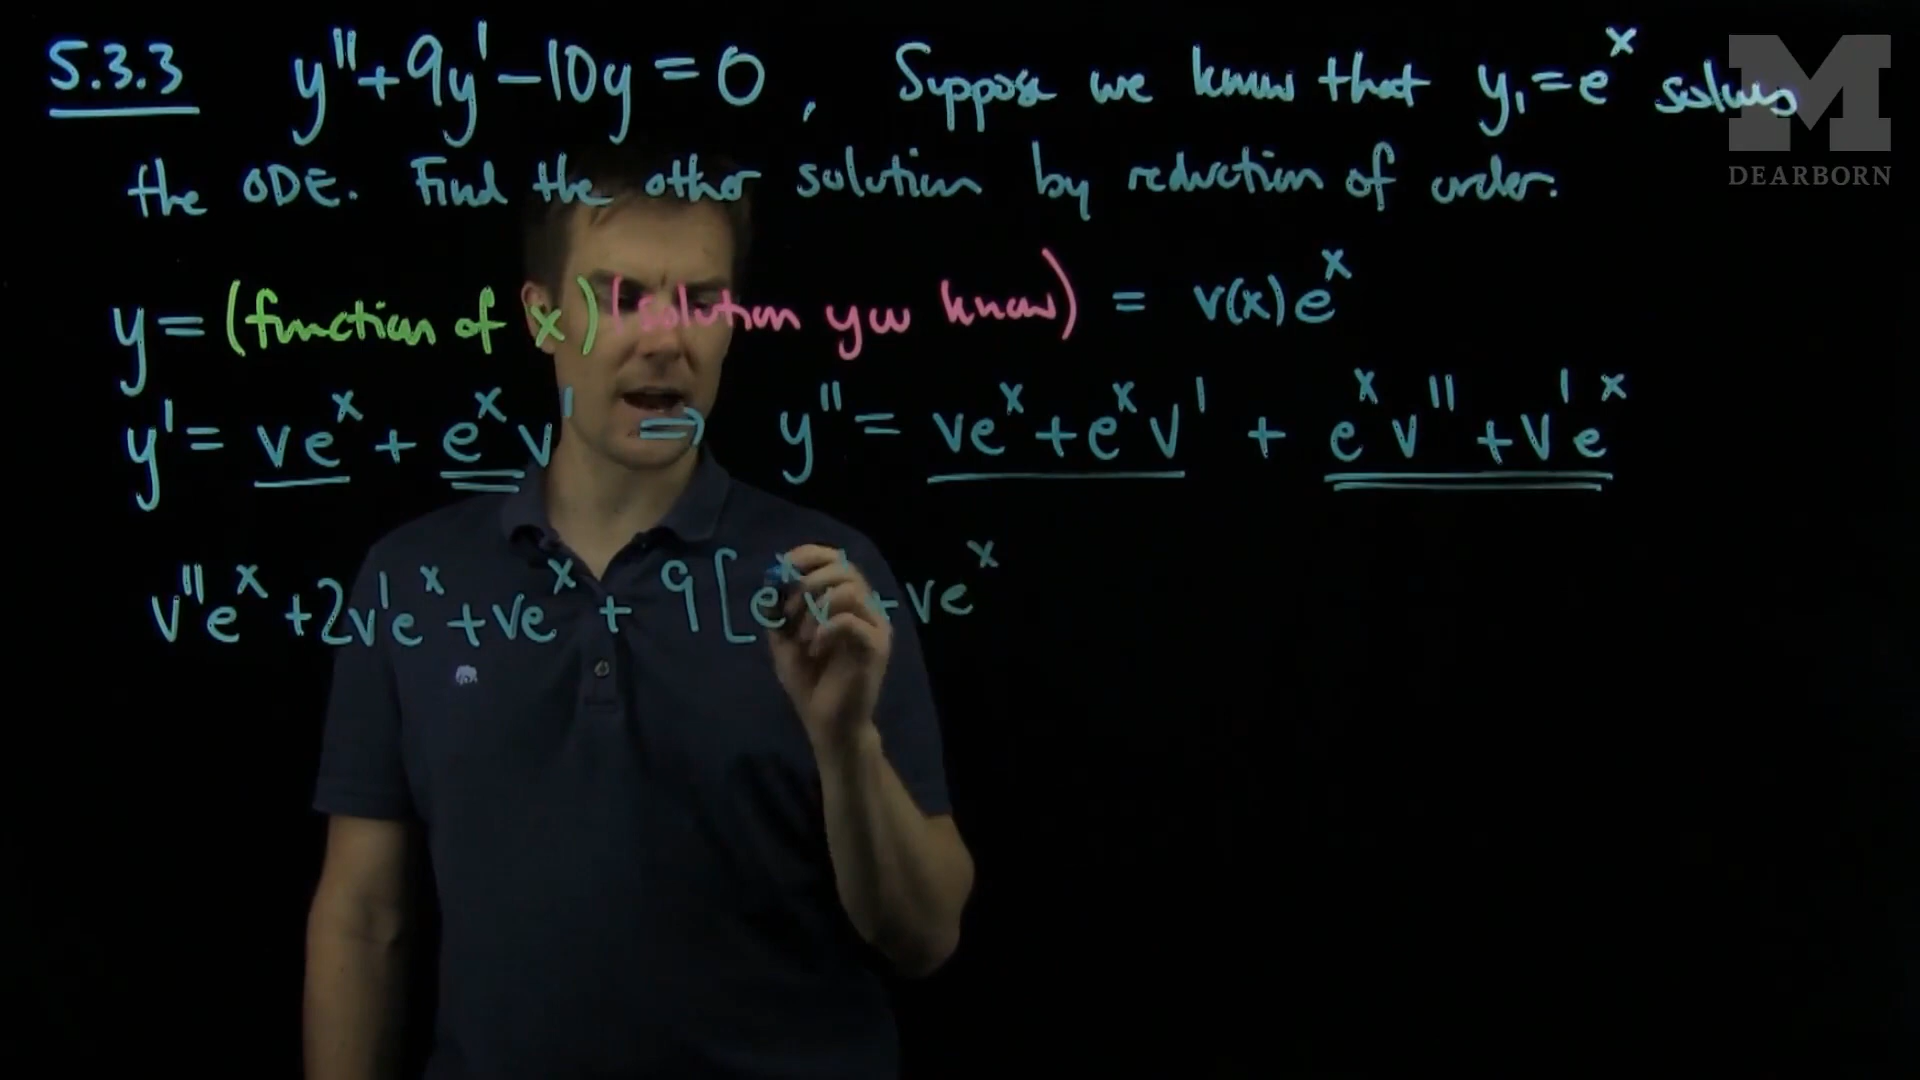 5.3.3 y'' + 9y' - 10y = 0, Suppose we know that y₁ = eˣ solves
the ODE. Find the other solution by reduction of order.
y = (function of x)(solution you know) = v(x)eˣ
y' = veˣ + eˣv' ⇒ y'' = veˣ + eˣv' + eˣv'' + v'eˣ
v''eˣ + 2v'eˣ + veˣ + 9[eˣv' + veˣ
M
DEARBORN